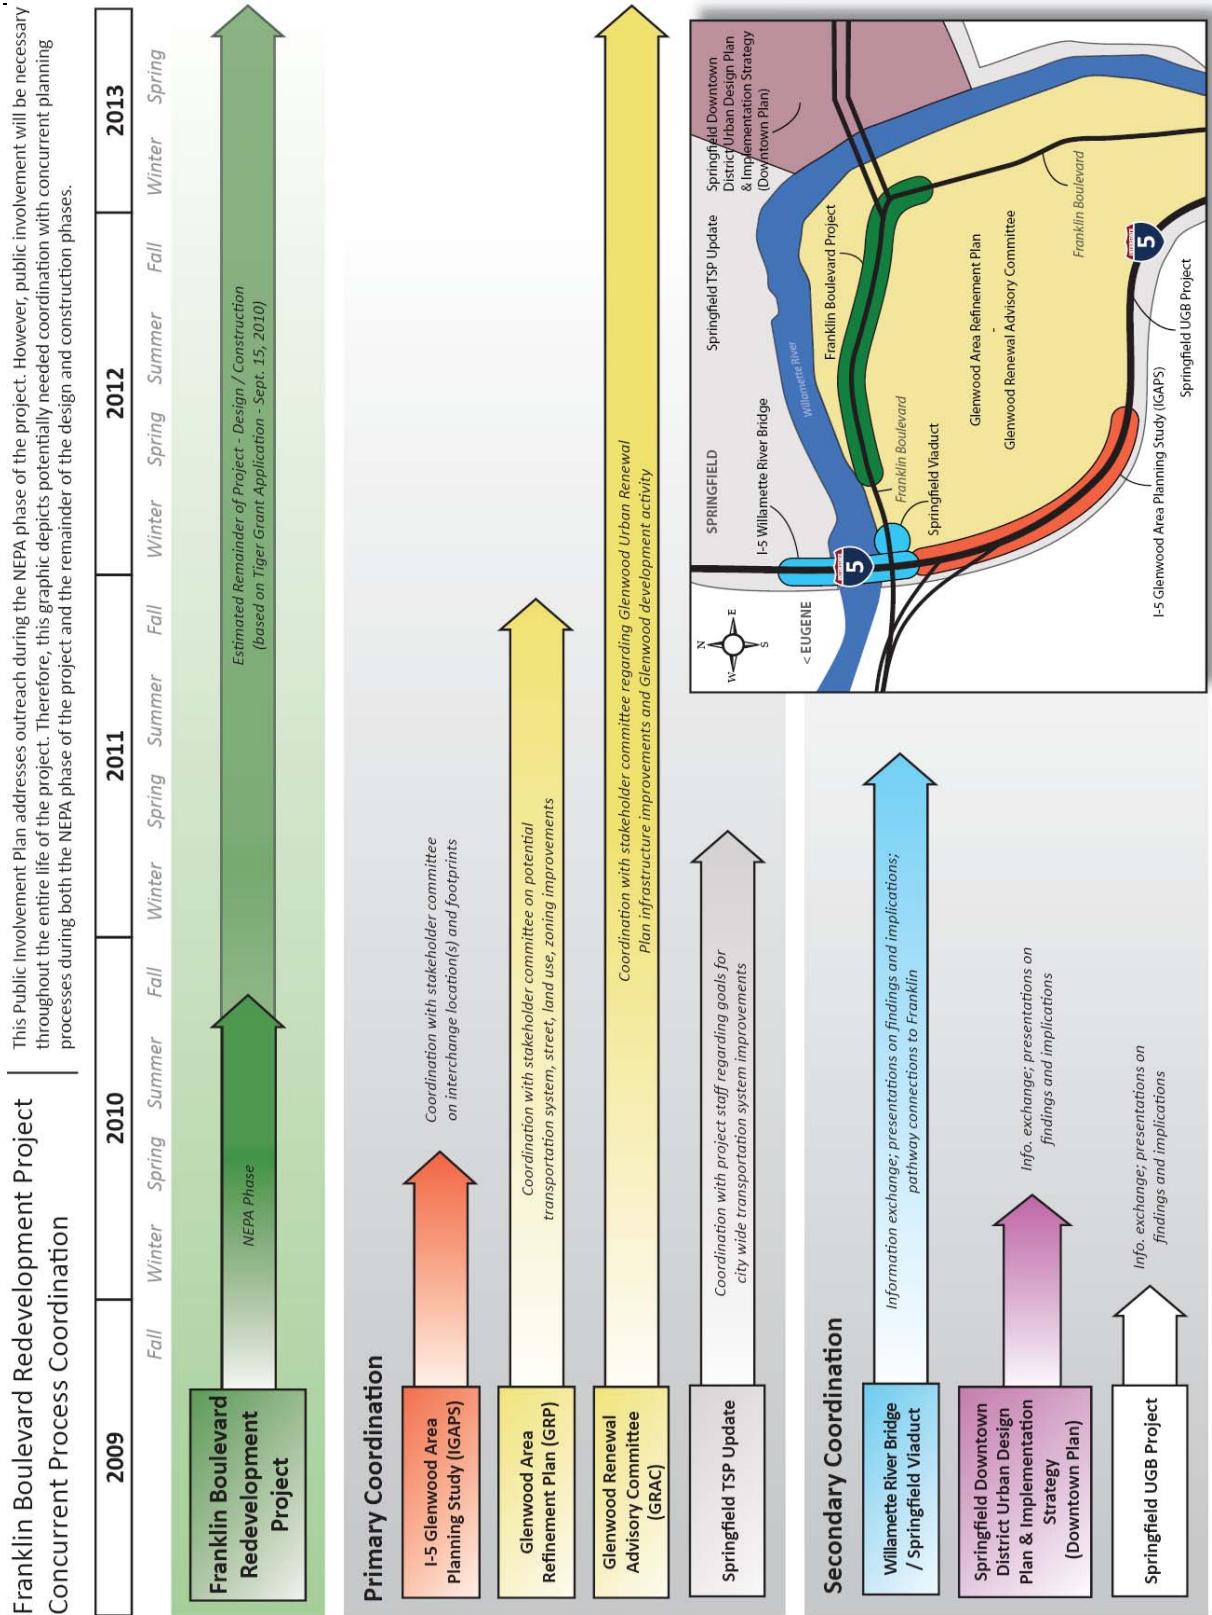 Franklin Boulevard Redevelopment Project
Concurrent Process Coordination
This Public Involvement Plan addresses outreach during the NEPA phase of the project. However, public involvement will be necessary
throughout the entire life of the project. Therefore, this graphic depicts potentially needed coordination with concurrent planning
processes during both the NEPA phase of the project and the remainder of the design and construction phases.
2009
2010
2011
2012
2013
Fall
Winter
Spring
Summer
Fall
Winter
Spring
Summer
Fall
Winter
Spring
Summer
Fall
Winter
Spring
Franklin Boulevard
Redevelopment
Project
NEPA Phase
Estimated Remainder of Project - Design / Construction
(based on Tiger Grant Application - Sept. 15, 2010)
Primary Coordination
I-5 Glenwood Area
Planning Study (IGAPS)
Coordination with stakeholder committee
on interchange location(s) and footprints
Glenwood Area
Refinement Plan (GRP)
Coordination with stakeholder committee on potential
transportation system, street, land use, zoning improvements
Glenwood Renewal
Advisory Committee
(GRAC)
Coordination with stakeholder committee regarding Glenwood Urban Renewal
Plan infrastructure improvements and Glenwood development activity
Springfield TSP Update
Coordination with project staff regarding goals for
city wide transportation system improvements
Secondary Coordination
Willamette River Bridge
/ Springfield Viaduct
Information exchange; presentations on findings and implications;
pathway connections to Franklin
Springfield Downtown
District Urban Design
Plan & Implementation
Strategy
(Downtown Plan)
Info. exchange; presentations on
findings and implications
Springfield UGB Project
Info. exchange; presentations on
findings and implications
N
W
E
S
< EUGENE
SPRINGFIELD
I-5 Willamette River Bridge
Springfield TSP Update
Springfield Downtown
District Urban Design Plan
& Implementation Strategy
(Downtown Plan)
Willamette River
Franklin Boulevard Project
5
Franklin Boulevard
Springfield Viaduct
Glenwood Area Refinement Plan
-
Glenwood Renewal Advisory Committee
Franklin Boulevard
5
I-5 Glenwood Area Planning Study (IGAPS)
Springfield UGB Project